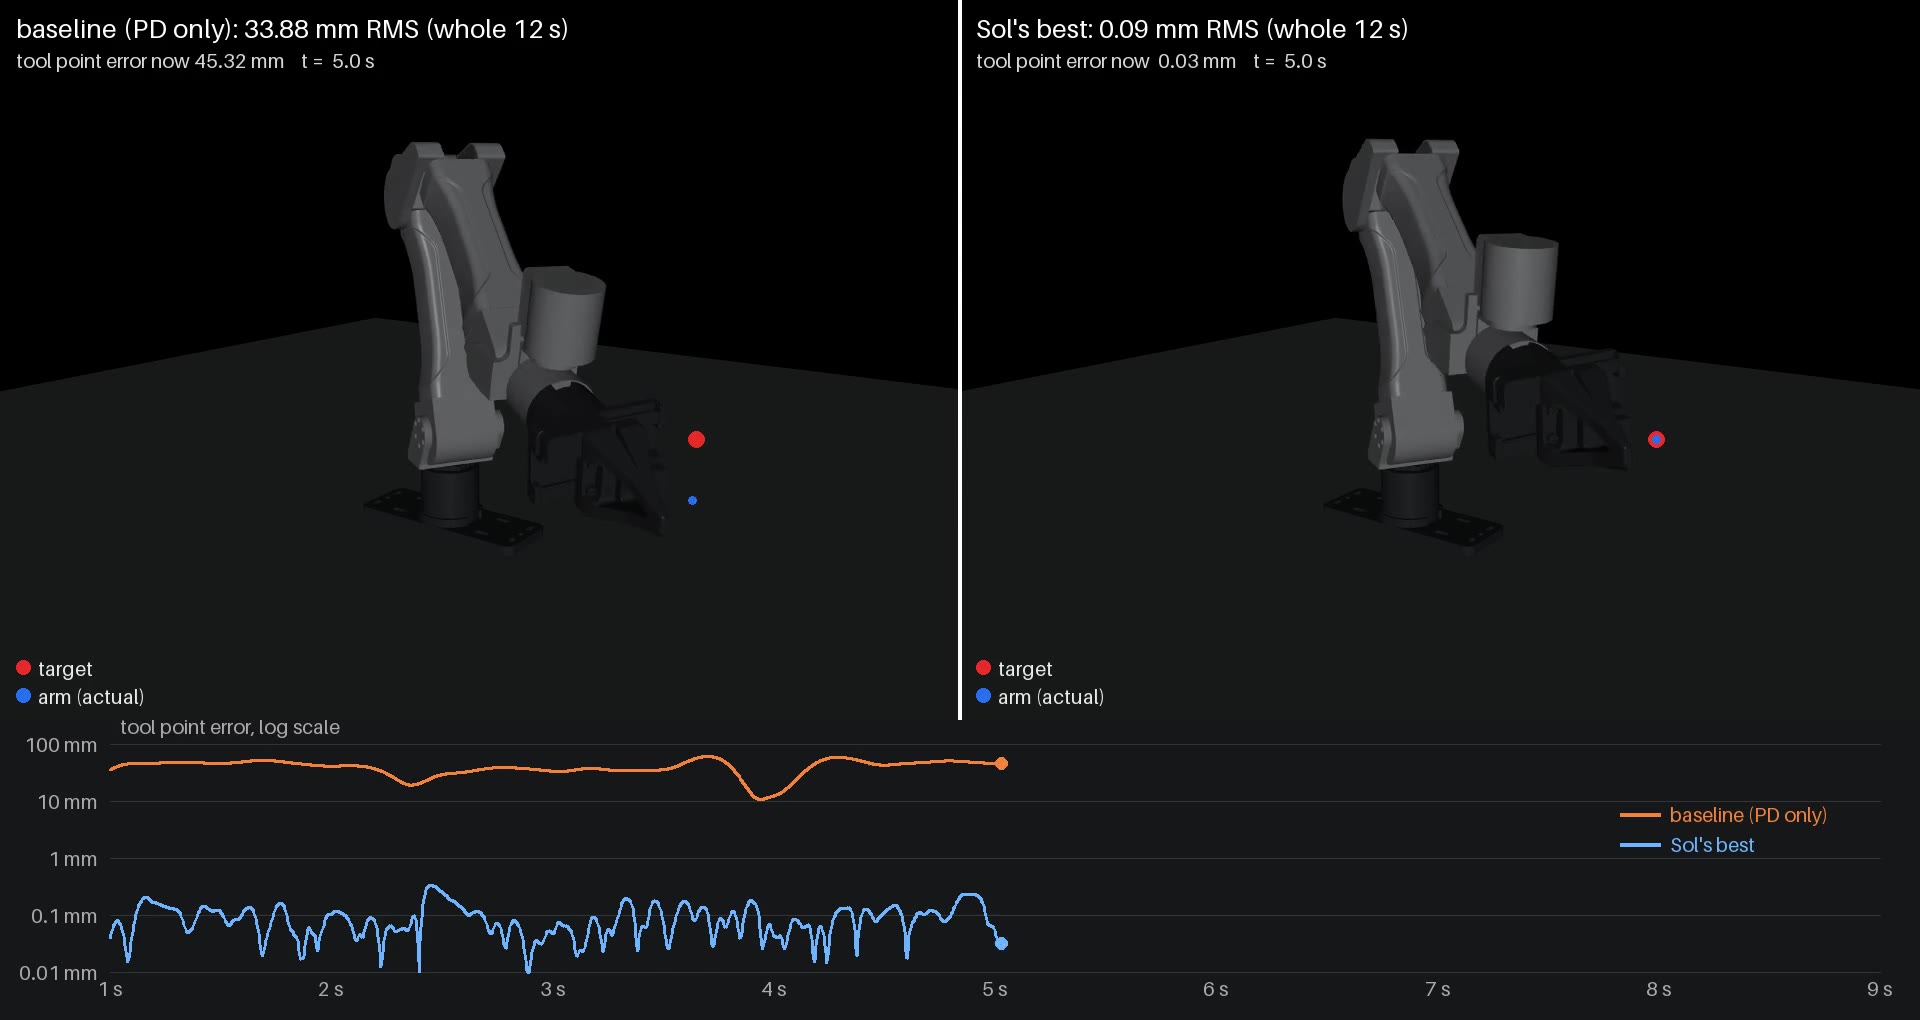 baseline (PD only): 33.88 mm RMS (whole 12 s)
tool point error now 45.32 mm t = 5.0 s
target
arm (actual)
Sol's best: 0.09 mm RMS (whole 12 s)
tool point error now 0.03 mm t = 5.0 s
target
arm (actual)
tool point error, log scale
100 mm
10 mm
1 mm
0.1 mm
0.01 mm
baseline (PD only)
Sol's best
1 s 2 s 3 s 4 s 5 s 6 s 7 s 8 s 9 s